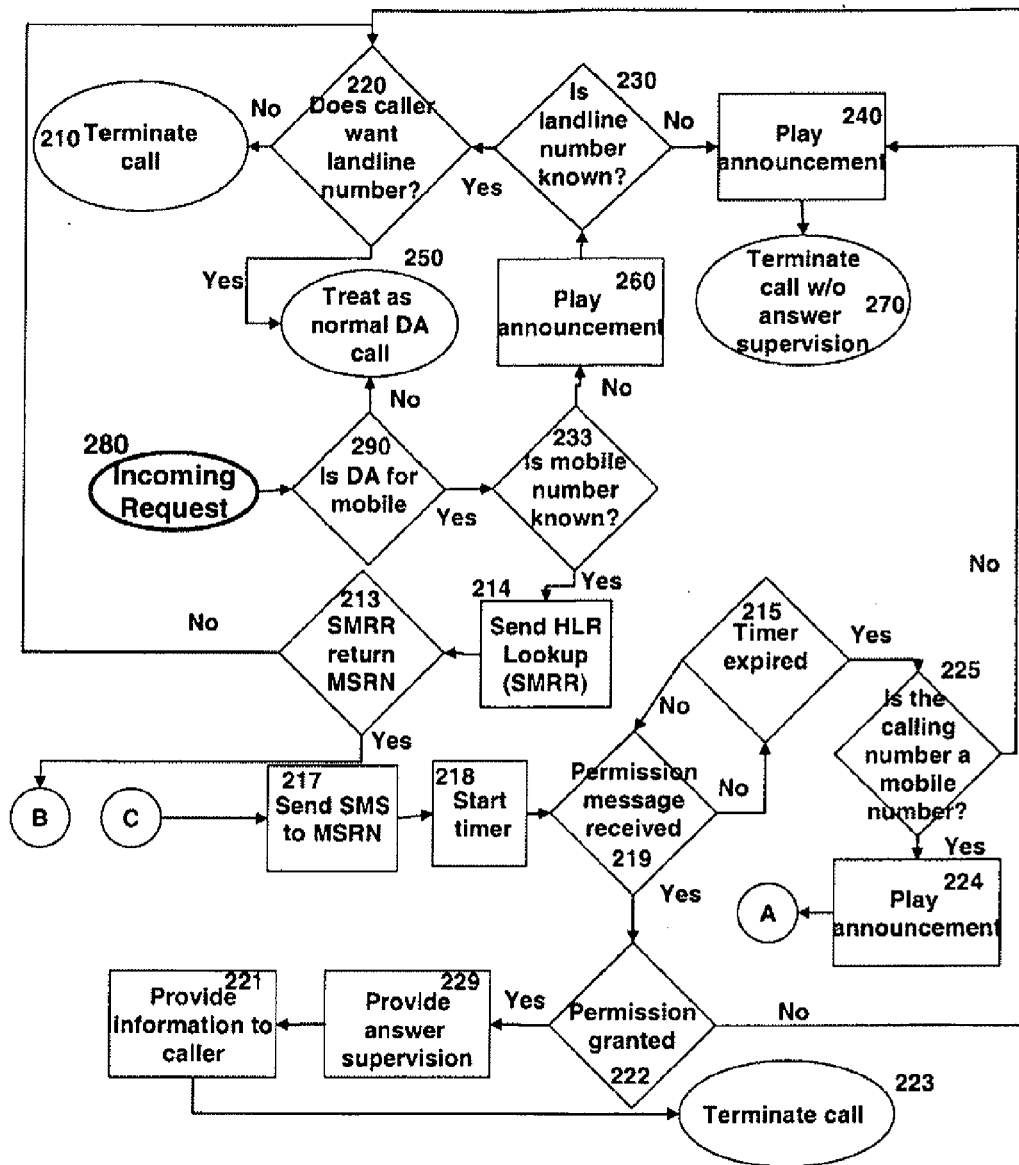 220
Does caller
want
landline
number?
No
210
Terminate
call
230
Is
landline
number
known?
No
Yes
240
Play
announcement
Yes
250
Treat as
normal DA
call
260
Play
announcement
Terminate
call w/o
answer
supervision
270
No
No
280
Incoming
Request
290
Is DA for
mobile
Yes
233
Is mobile
number
known?
Yes
No
No
213
SMRR
return
MSRN
214
Send HLR
Lookup
(SMRR)
215
Timer
expired
Yes
225
Is the
calling
number a
mobile
number?
No
Yes
B
C
217
Send SMS
to MSRN
218
Start
timer
Permission
message
received
219
No
Yes
Yes
A
224
Play
announcement
221
Provide
information to
caller
229
Provide
answer
supervision
Yes
Permission
granted
222
No
223
Terminate call